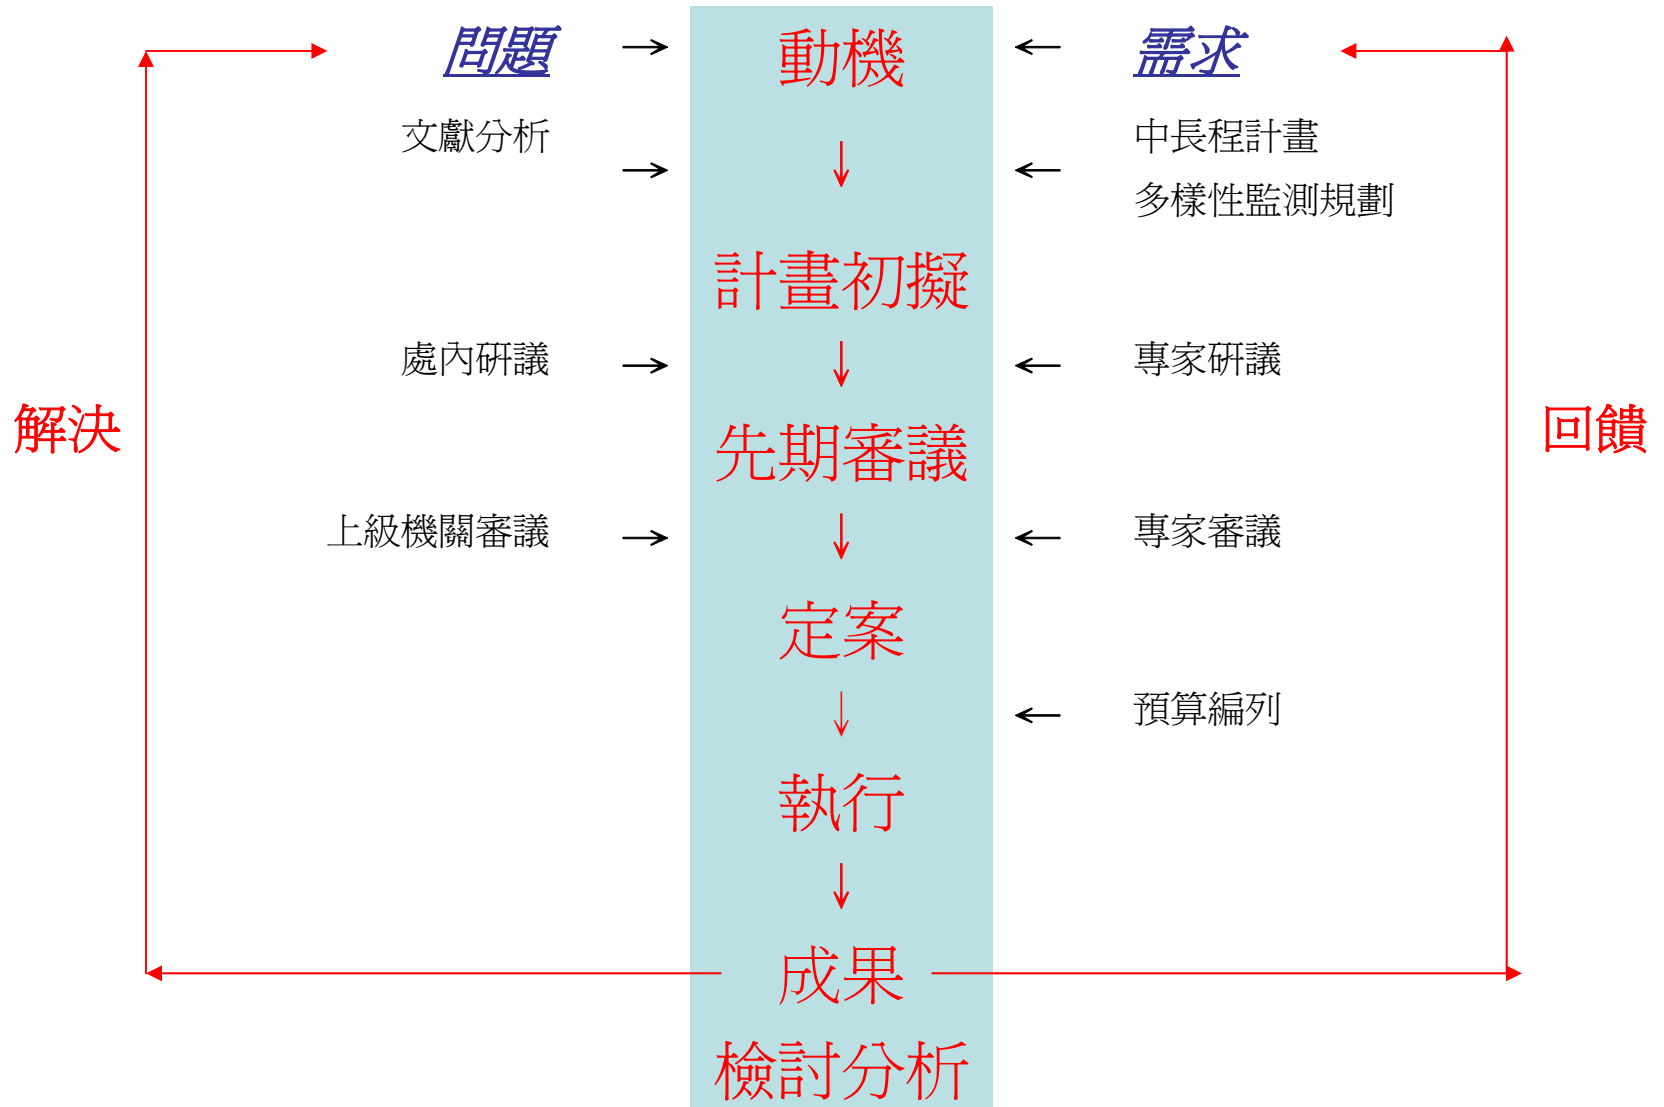 問題
動機
需求
文獻分析
中長程計畫
多樣性監測規劃
計畫初擬
處內研議
專家研議
解決
先期審議
回饋
上級機關審議
專家審議
定案
預算編列
執行
成果
檢討分析